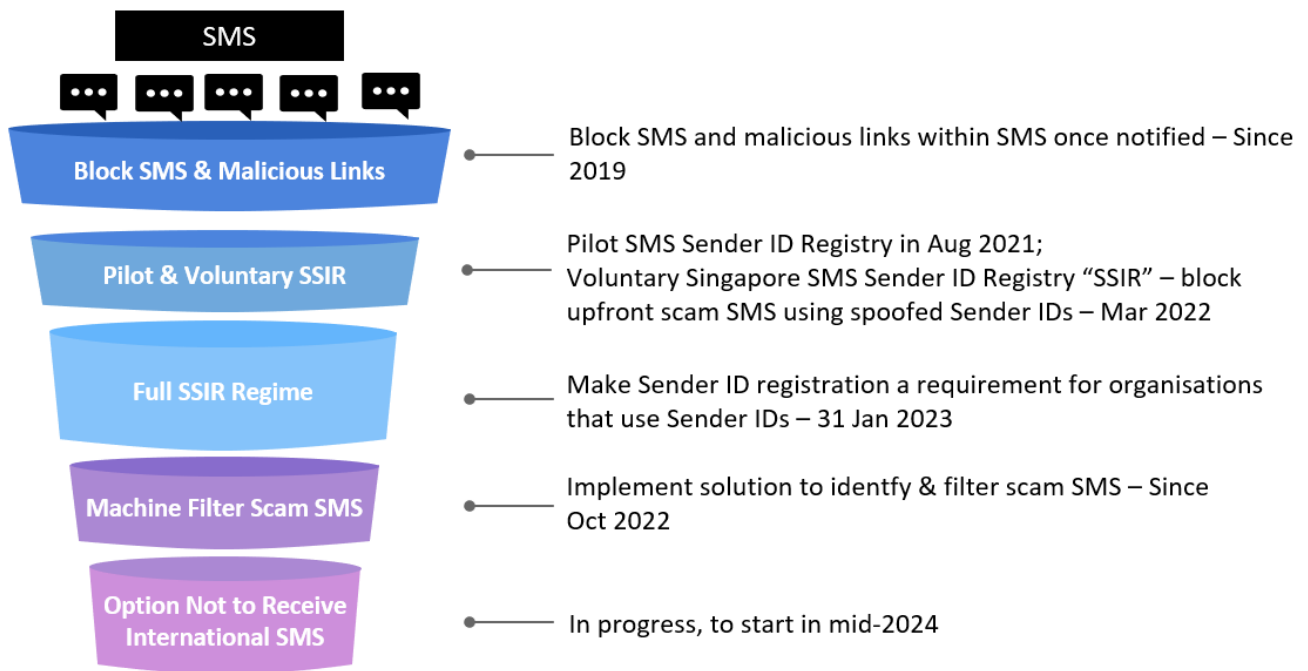 SMS
Block SMS & Malicious Links
Block SMS and malicious links within SMS once notified – Since
2019
Pilot & Voluntary SSIR
Pilot SMS Sender ID Registry in Aug 2021;
Voluntary Singapore SMS Sender ID Registry “SSIR” – block
upfront scam SMS using spoofed Sender IDs – Mar 2022
Full SSIR Regime
Make Sender ID registration a requirement for organisations
that use Sender IDs – 31 Jan 2023
Machine Filter Scam SMS
Implement solution to identfy & filter scam SMS – Since
Oct 2022
Option Not to Receive
International SMS
In progress, to start in mid-2024